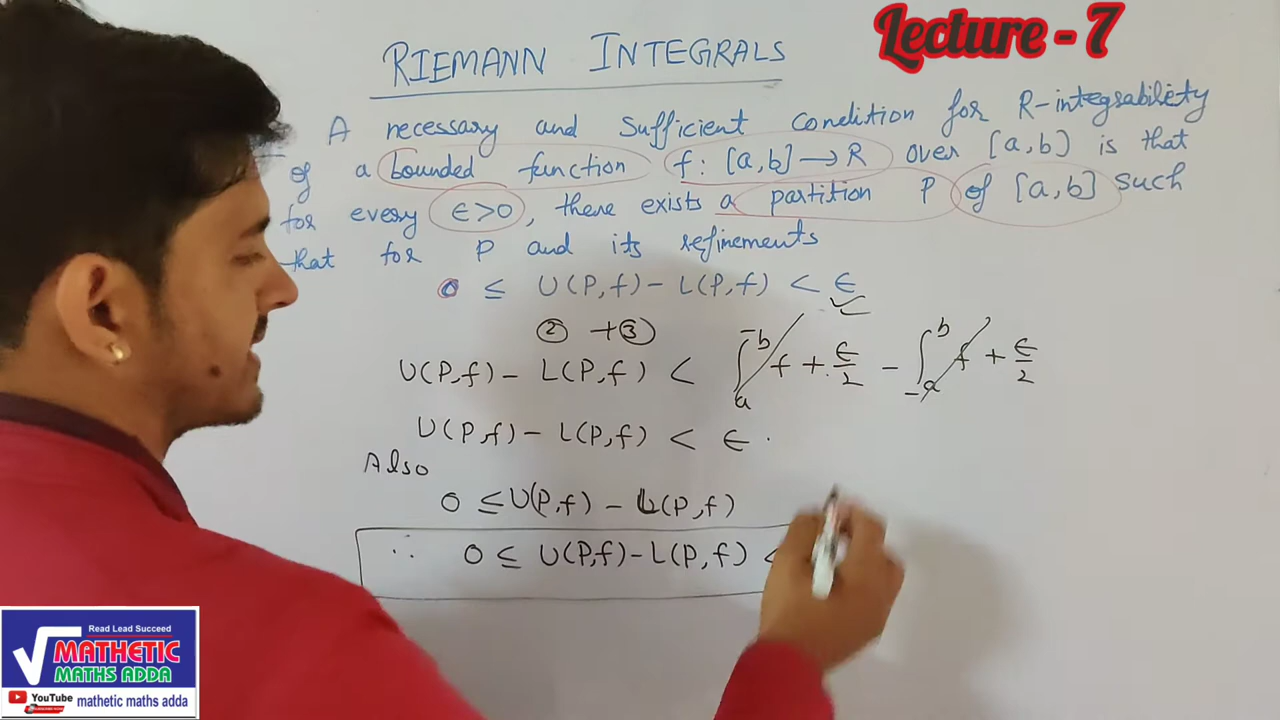 Lecture - 7
RIEMANN INTEGRALS
A necessary and sufficient condition for R-integrability
of a bounded function f: [a,b] → R over [a,b] is that
for every ϵ>0, there exists a partition P of [a,b] such
that for P and its refinements
0 ≤ U(P,f) - L(P,f) < ϵ
② + ③
U(P,f) - L(P,f) < ∫ₐ⁻ᵇ f + ϵ/2 - ∫₋ₐᵇ f + ϵ/2
U(P,f) - L(P,f) < ϵ .
Also
0 ≤ U(P,f) - L(P,f)
∴ 0 ≤ U(P,f) - L(P,f) <
Read Lead Succeed
MATHETIC
MATHS ADDA
YouTube
mathetic maths adda